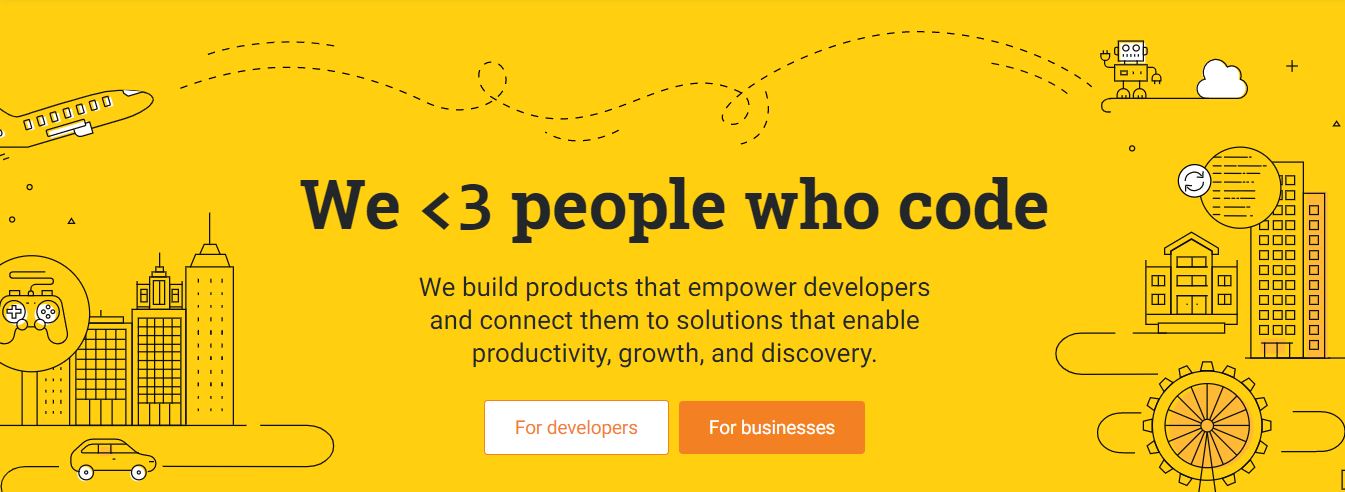 We <3 people who code
We build products that empower developers
and connect them to solutions that enable
productivity, growth, and discovery.
For developers
For businesses